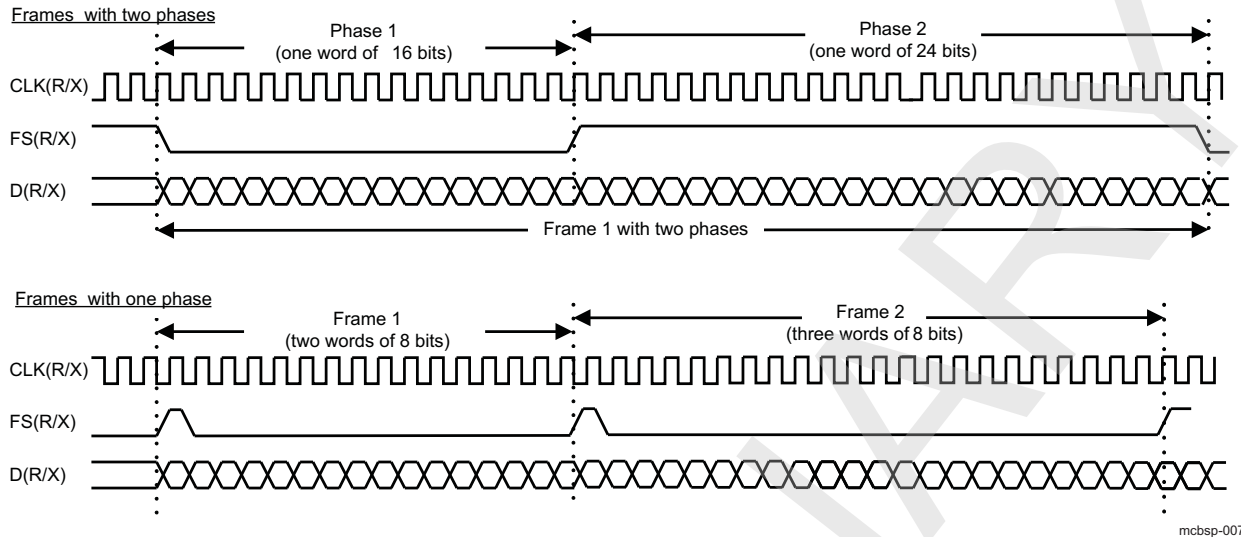 Frames with two phases
Phase 1
(one word of 16 bits)
Phase 2
(one word of 24 bits)
CLK(R/X)
FS(R/X)
D(R/X)
Frame 1 with two phases
Frames with one phase
Frame 1
(two words of 8 bits)
Frame 2
(three words of 8 bits)
CLK(R/X)
FS(R/X)
D(R/X)
mcbsp-007
IARY